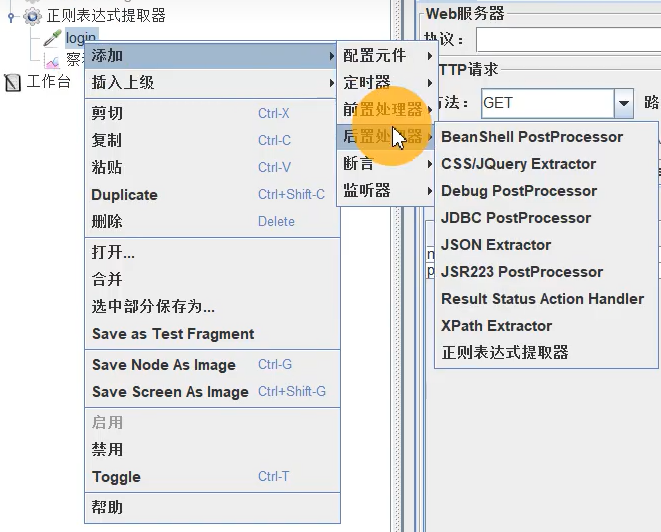 正则表达式提取器
login
察
工作台
添加
插入上级
剪切 Ctrl-X
复制 Ctrl-C
粘贴 Ctrl-V
Duplicate Ctrl+Shift-C
删除 Delete
打开...
合并
选中部分保存为...
Save as Test Fragment
Save Node As Image Ctrl-G
Save Screen As Image Ctrl+Shift-G
启用
禁用
Toggle Ctrl-T
帮助
配置元件
定时器
前置处理器
后置处理器
断言
监听器
BeanShell PostProcessor
CSS/JQuery Extractor
Debug PostProcessor
JDBC PostProcessor
JSON Extractor
JSR223 PostProcessor
Result Status Action Handler
XPath Extractor
正则表达式提取器
Web服务器
协议：
TTP请求
方法： GET 路